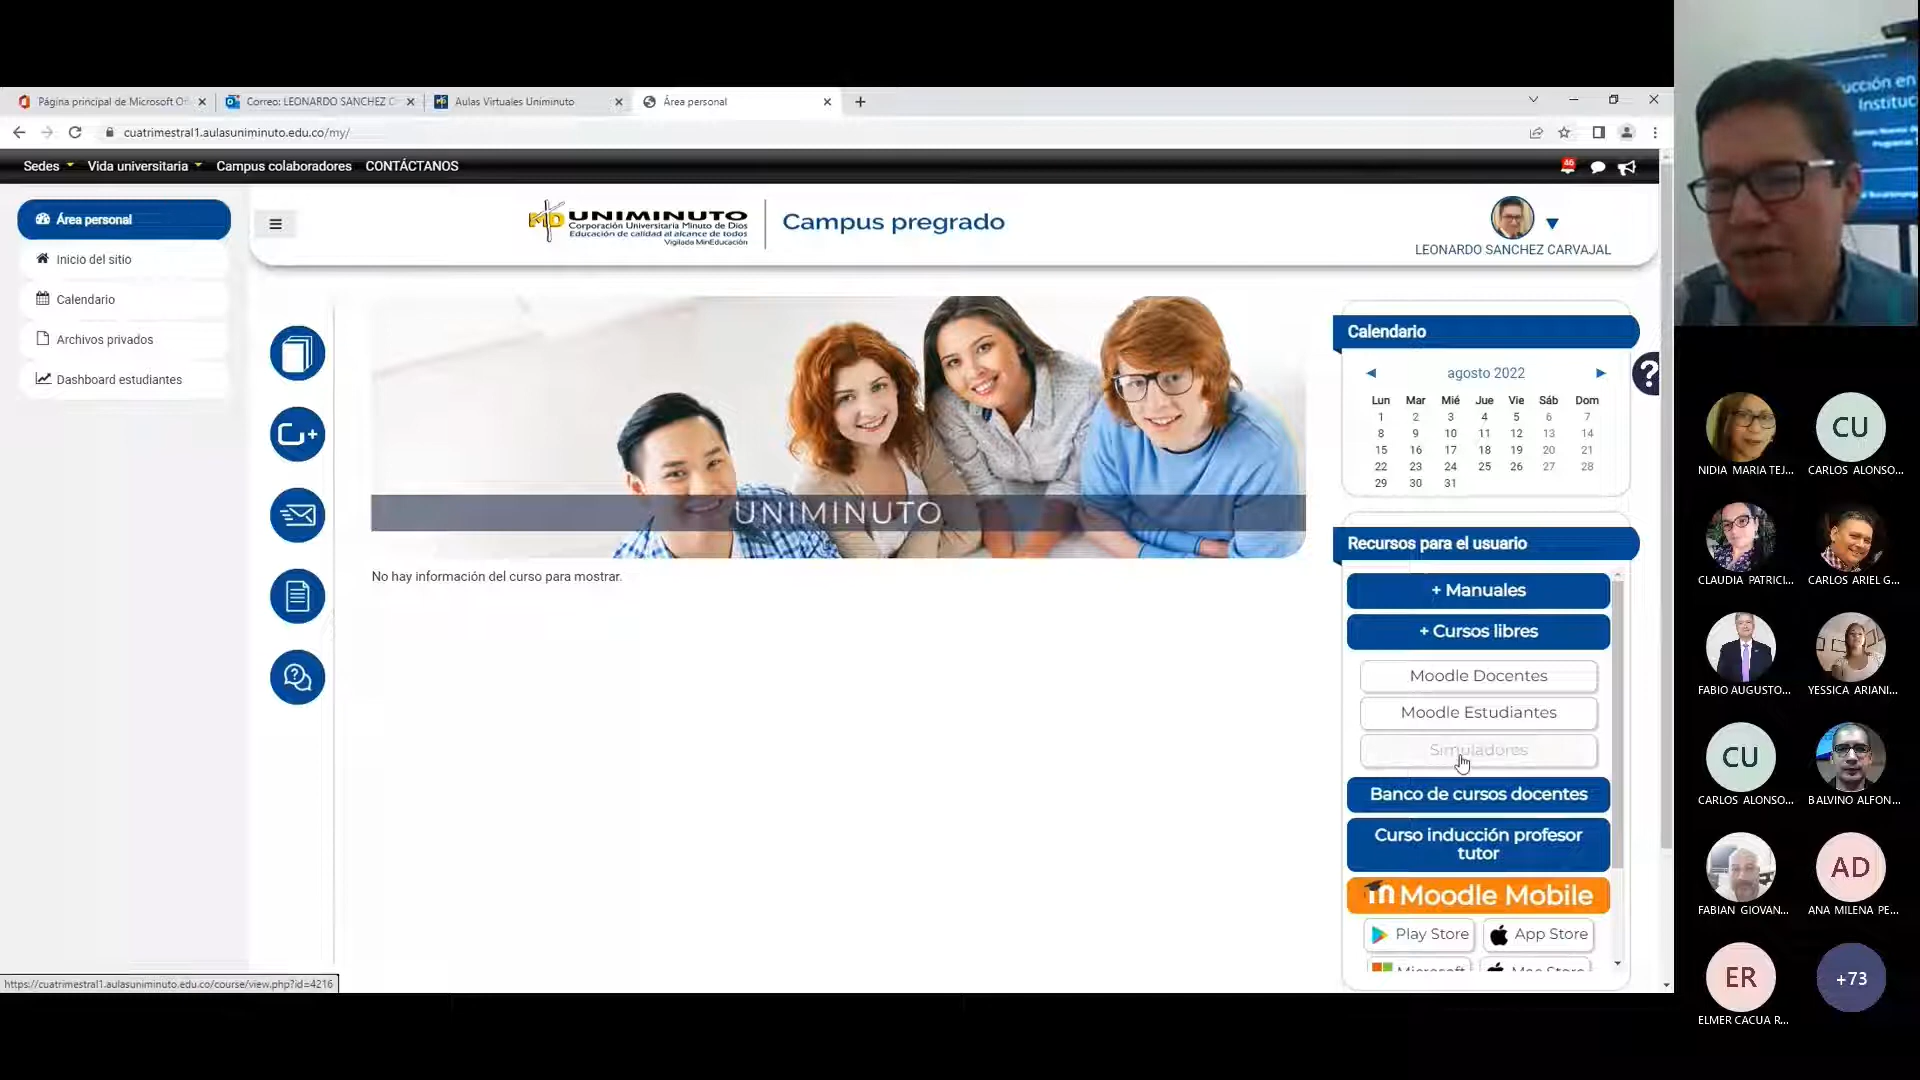 Página principal de Microsoft Of
Correo: LEONARDO SANCHEZ C
Aulas Virtuales Uniminuto
Área personal
cuatrimestral1.aulasuniminuto.edu.co/my/
Sedes
Vida universitaria
Campus colaboradores
CONTÁCTANOS
46
Área personal
Inicio del sitio
Calendario
Archivos privados
Dashboard estudiantes
UNIMINUTO
Corporación Universitaria Minuto de Dios
Educación de calidad al alcance de todos
Vigilada MinEducación
Campus pregrado
LEONARDO SANCHEZ CARVAJAL
UNIMINUTO
No hay información del curso para mostrar.
Calendario
agosto 2022
Lun Mar Mié Jue Vie Sáb Dom
1 2 3 4 5 6 7
8 9 10 11 12 13 14
15 16 17 18 19 20 21
22 23 24 25 26 27 28
29 30 31
?
Recursos para el usuario
+ Manuales
+ Cursos libres
Moodle Docentes
Moodle Estudiantes
Simuladores
Banco de cursos docentes
Curso inducción profesor
tutor
Moodle Mobile
Play Store
App Store
Microsoft
Mac Store
https://cuatrimestral1.aulasuniminuto.edu.co/course/view.php?id=4216
ucción en
Instituc
NIDIA MARIA TEJ...
CU
CARLOS ALONSO...
CLAUDIA PATRICI...
CARLOS ARIEL G...
FABIO AUGUSTO...
YESSICA ARIANI...
CU
CARLOS ALONSO...
BALVINO ALFON...
FABIAN GIOVAN...
AD
ANA MILENA PE...
ER
ELMER CACUA R...
+73